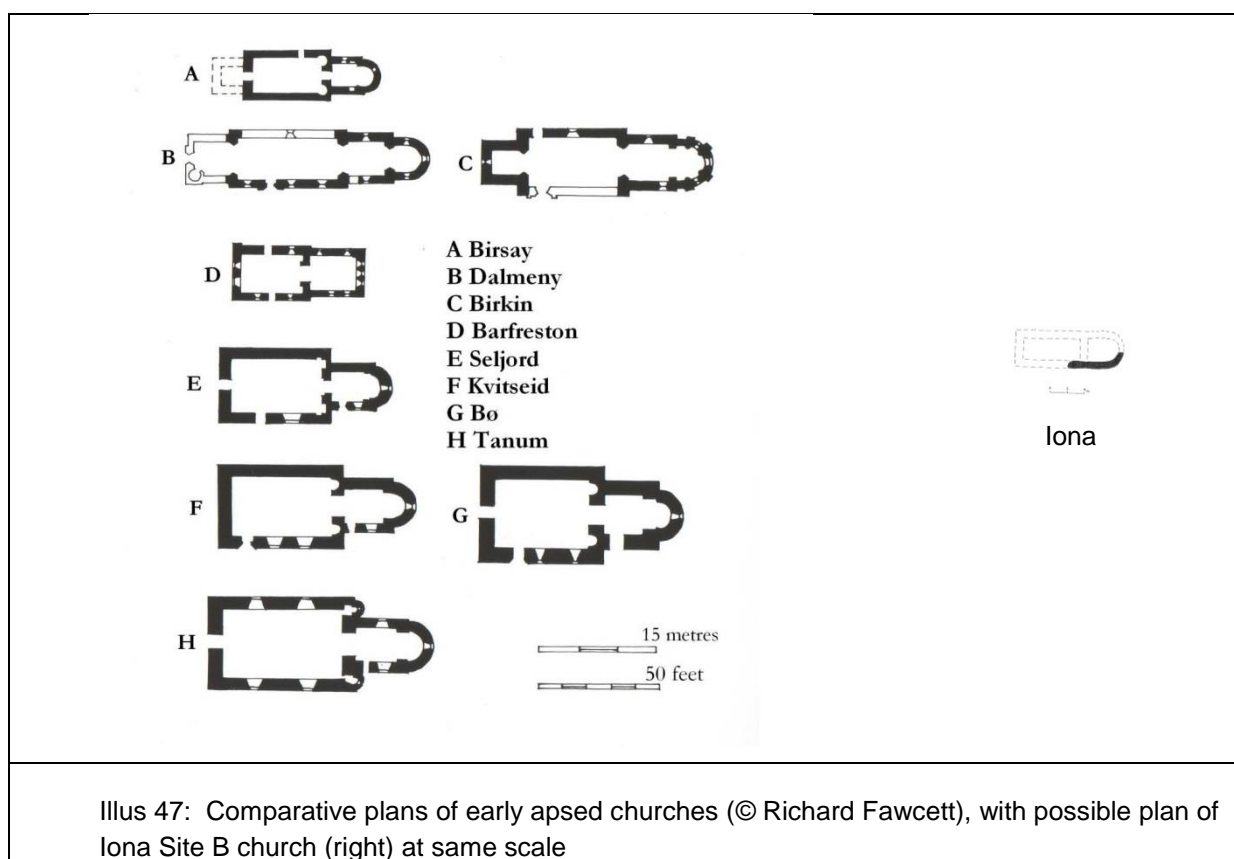 A
B
C
D
A Birsay
B Dalmeny
C Birkin
D Barfreston
E Seljord
F Kvitseid
G Bø
H Tanum
E
F
G
H
15 metres
50 feet
Iona
Illus 47: Comparative plans of early apsed churches (© Richard Fawcett), with possible plan of
Iona Site B church (right) at same scale